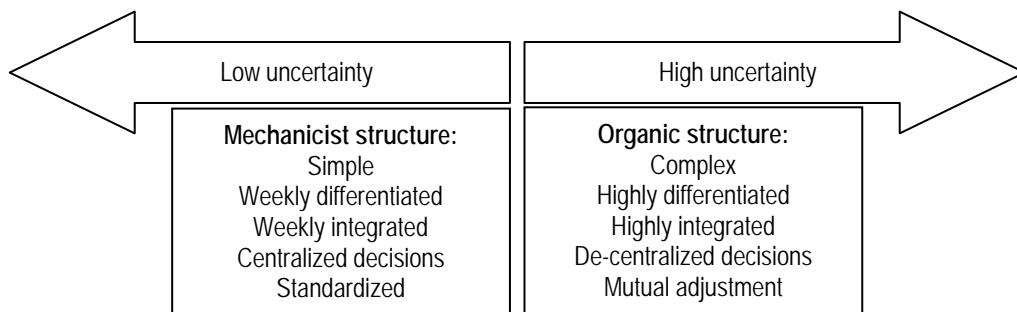 Low uncertainty
High uncertainty
Mechanicist structure:
Simple
Weekly differentiated
Weekly integrated
Centralized decisions
Standardized
Organic structure:
Complex
Highly differentiated
Highly integrated
De-centralized decisions
Mutual adjustment